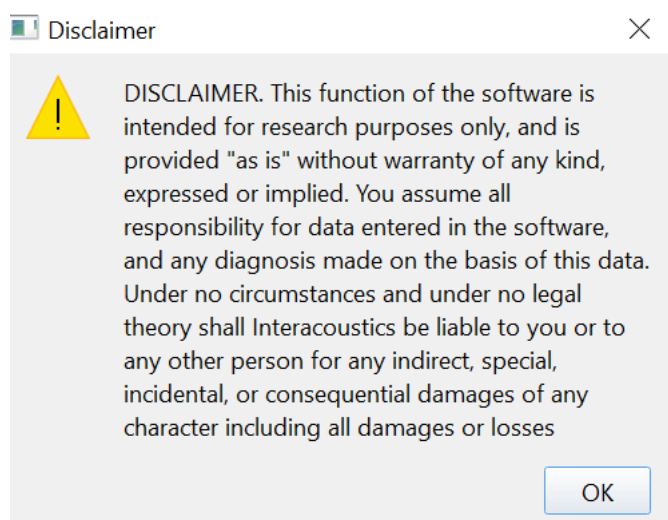 Disclaimer
DISCLAIMER. This function of the software is
intended for research purposes only, and is
provided "as is" without warranty of any kind,
expressed or implied. You assume all
responsibility for data entered in the software,
and any diagnosis made on the basis of this data.
Under no circumstances and under no legal
theory shall Interacoustics be liable to you or to
any other person for any indirect, special,
incidental, or consequential damages of any
character including all damages or losses
OK